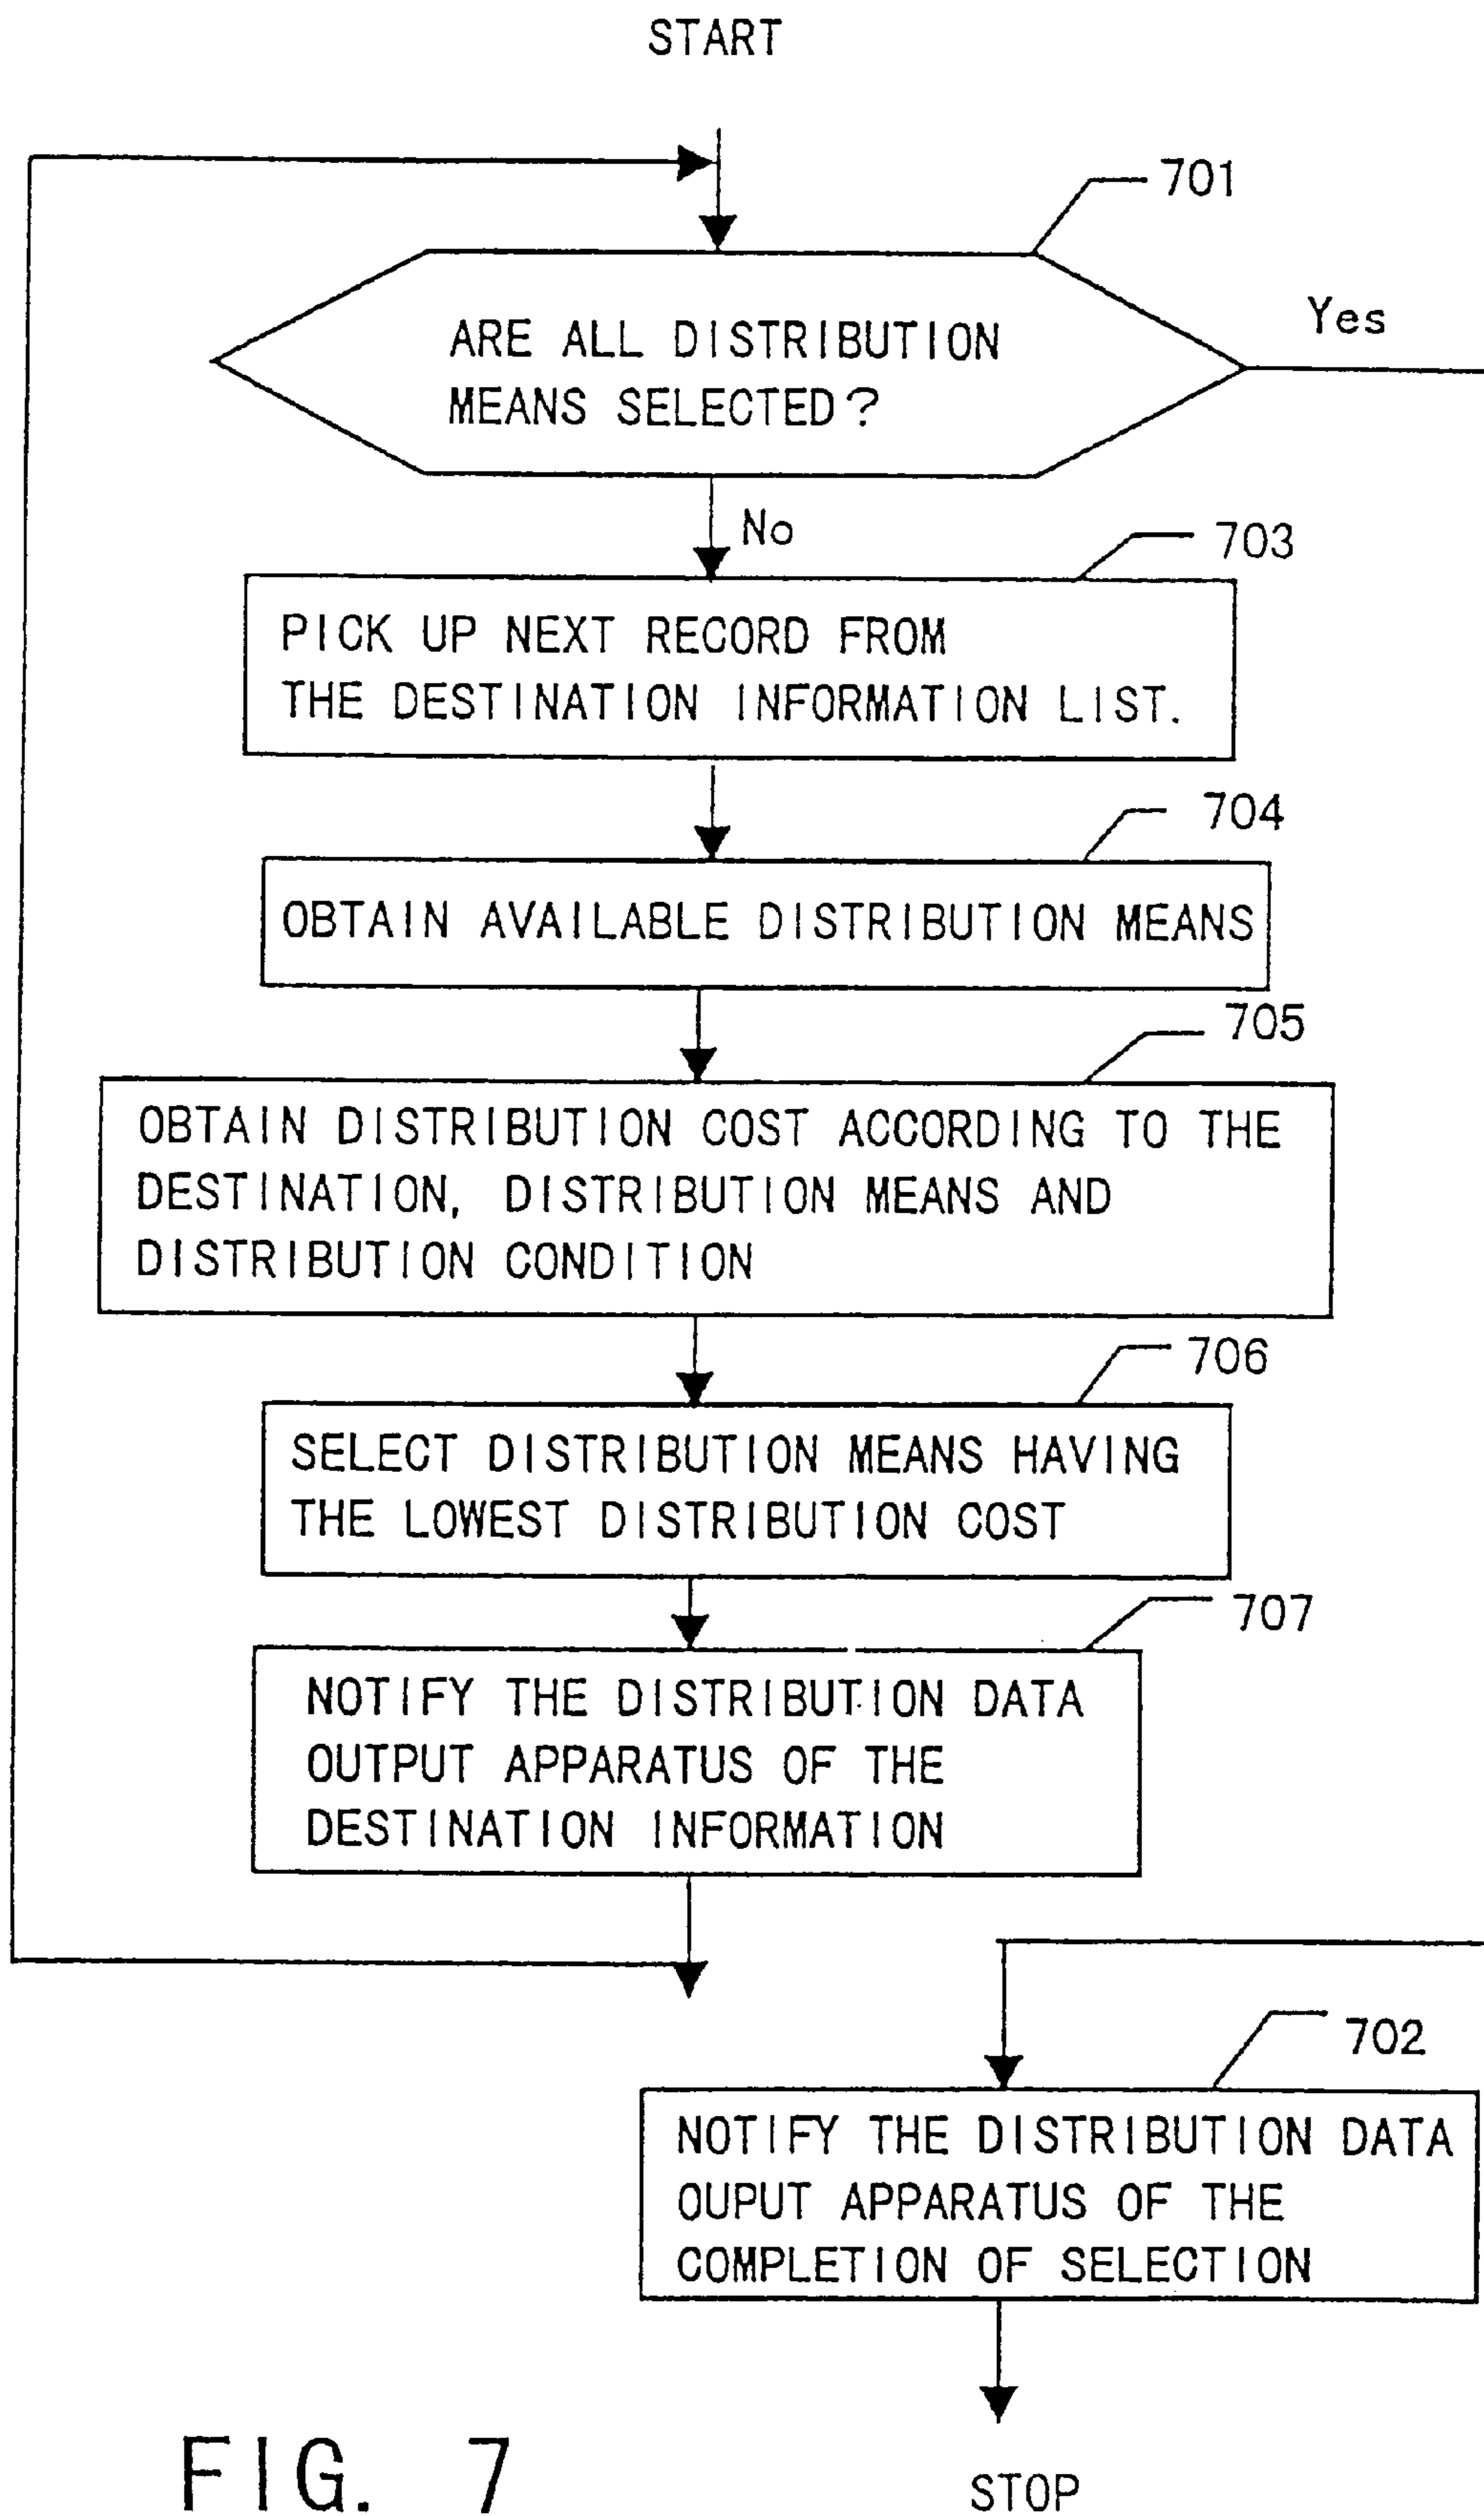 START
701
ARE ALL DISTRIBUTION
MEANS SELECTED?
Yes
No
703
PICK UP NEXT RECORD FROM
THE DESTINATION INFORMATION LIST.
704
OBTAIN AVAILABLE DISTRIBUTION MEANS
705
OBTAIN DISTRIBUTION COST ACCORDING TO THE
DESTINATION, DISTRIBUTION MEANS AND
DISTRIBUTION CONDITION
706
SELECT DISTRIBUTION MEANS HAVING
THE LOWEST DISTRIBUTION COST
707
NOTIFY THE DISTRIBUTION DATA
OUTPUT APPARATUS OF THE
DESTINATION INFORMATION
702
NOTIFY THE DISTRIBUTION DATA
OUPUT APPARATUS OF THE
COMPLETION OF SELECTION
STOP
FIG. 7